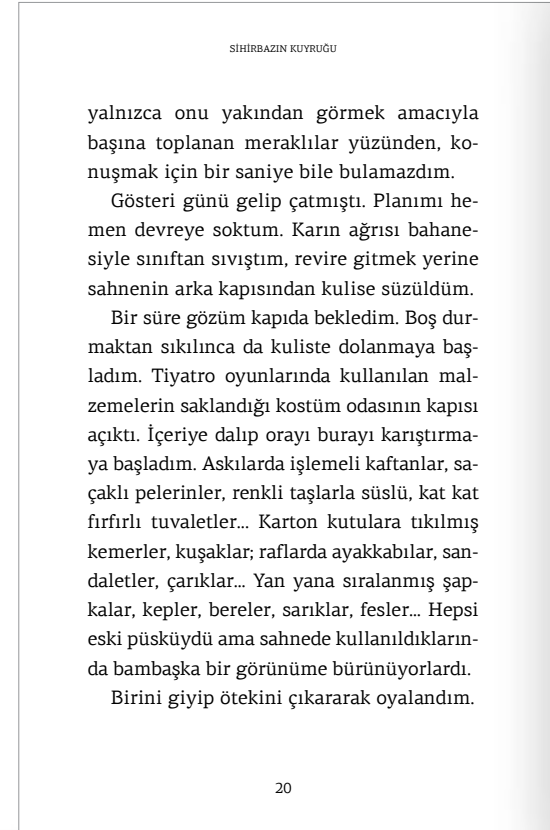 SİHİRBAZIN KUYRUĞU
yalnızca onu yakından görmek amacıyla
başına toplanan meraklılar yüzünden, ko-
nuşmak için bir saniye bile bulamazdım.
Gösteri günü gelip çatmıştı. Planımı he-
men devreye soktum. Karın ağrısı bahane-
siyle sınıftan sıvıştım, revire gitmek yerine
sahnenin arka kapısından kulise süzüldüm.
Bir süre gözüm kapıda bekledim. Boş dur-
maktan sıkılınca da kuliste dolanmaya baş-
ladım. Tiyatro oyunlarında kullanılan mal-
zemelerin saklandığı kostüm odasının kapısı
açıktı. İçeriye dalıp orayı burayı karıştırma-
ya başladım. Askılarda işlemeli kaftanlar, sa-
çaklı pelerinler, renkli taşlarla süslü, kat kat
fırfırlı tuvaletler... Karton kutulara tıkılmış
kemerler, kuşaklar; raflarda ayakkabılar, san-
daletler, çarıklar... Yan yana sıralanmış şap-
kalar, kepler, bereler, sarıklar, fesler... Hepsi
eski püsküydü ama sahnede kullanıldıkların-
da bambaşka bir görünüme bürünüyorlardı.
Birini giyip ötekini çıkararak oyalandım.
20